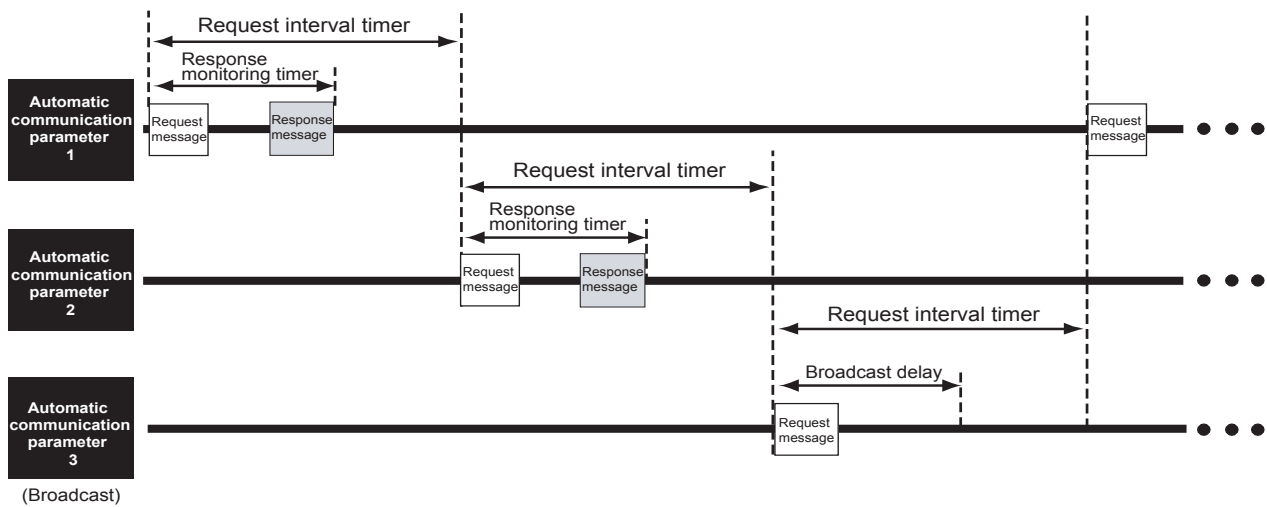 Request interval timer
Response
monitoring timer
Automatic
communication
parameter
1
Request
message
Response
message
Request
message
Request interval timer
Response
monitoring timer
Automatic
communication
parameter
2
Request
message
Response
message
Request interval timer
Broadcast delay
Automatic
communication
parameter
3
Request
message
(Broadcast)